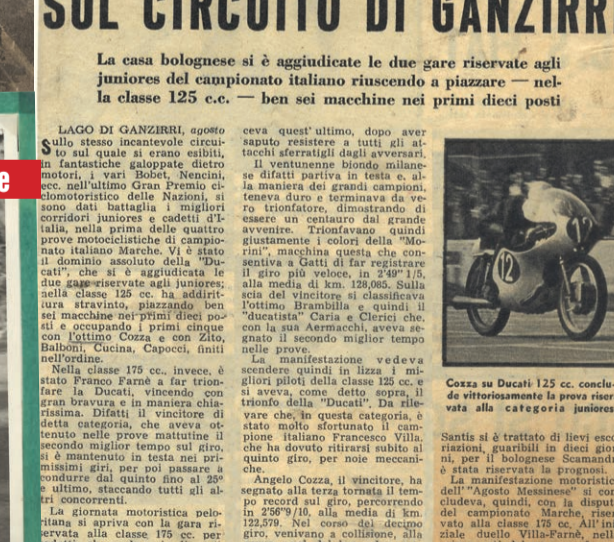 SUL CIRCUITO DI GANZIRR
La casa bolognese si è aggiudicate le due gare riservate agli
juniores del campionato italiano riuscendo a piazzare — nel-
la classe 125 c.c. — ben sei macchine nei primi dieci posti
e
LAGO DI GANZIRRI, agosto
Sullo stesso incantevole circui-
to sul quale si erano esibiti,
in fantastiche galoppate dietro
motori, i vari Bobet, Nencini,
ecc. nell'ultimo Gran Premio ci-
clomotoristico delle Nazioni, si
sono dati battaglia i migliori
corridori juniores e cadetti d'I-
talia, nella prima delle quattro
prove motociclistiche di campio-
nato italiano Marche. Vi è stato
il dominio assoluto della "Du-
cati", che si è aggiudicata le
due gare riservate agli juniores;
nella classe 125 cc. ha addirit-
tura stravinto, piazzando ben
sei macchine nei primi dieci po-
sti e occupando i primi cinque
con l'ottimo Cozza e con Zito,
Balboni, Cucina, Capocci, finiti
nell'ordine.
Nella classe 175 cc., invece, è
stato Franco Farnè a far trion-
fare la Ducati, vincendo con
gran bravura e in maniera chia-
rissima. Difatti il vincitore di
detta categoria, che aveva ot-
tenuto nelle prove mattutine il
secondo miglior tempo sul giro,
si è mantenuto in testa nei pri-
missimi giri, per poi passare a
condurre dal quinto fino al 25°
e ultimo, staccando tutti gli al-
tri concorrenti.
La giornata motoristica pelo-
ritana si apriva con la gara ri-
servata alla classe 175 cc. per
ceva quest' ultimo, dopo aver
saputo resistere a tutti gli at-
tacchi sferratigli dagli avversari.
Il ventunenne biondo milane-
se difatti partiva in testa e, al-
la maniera dei grandi campioni,
teneva duro e terminava da ve-
ro trionfatore, dimostrando di
essere un centauro dal grande
avvenire. Trionfavano quindi
giustamente i colori della "Mo-
rini", macchina questa che con-
sentiva a Gatti di far registrare
il giro più veloce, in 2'49" 1/5,
alla media di km. 128,085. Sulla
scia del vincitore si classificava
l'ottimo Brambilla e quindi il
"ducatista" Caria e Clerici che,
con la sua Aermacchi, aveva se-
gnato il secondo miglior tempo
nelle prove.
La manifestazione vedeva
scendere quindi in lizza i mi-
gliori piloti della classe 125 cc. e
si aveva, come detto sopra, il
trionfo della "Ducati". Da rile-
vare che, in questa categoria, è
stato molto sfortunato il cam-
pione italiano Francesco Villa,
che ha dovuto ritirarsi subito al
quinto giro, per noie meccani-
che.
Angelo Cozza, il vincitore, ha
segnato alla terza tornata il tem-
po record sul giro, percorrendo
in 2'56"9/10, alla media di km.
122,579. Nel corso del decimo
giro, venivano a collisione, alla
12
12
Cozza su Ducati 125 cc. conclu-
de vittoriosamente la prova riser-
vata alla categoria juniores
Santis si è trattato di lievi esco
riazioni, guaribili in dieci gior
ni, per il bolognese Scamandr
è stata riservata la prognosi.
La manifestazione motoristic
dell' "Agosto Messinese" si con
cludeva, quindi, con la disput
del campionato Marche, riser
vato alla classe 175 cc. All' in
ziale duello Villa-Farnè, nen